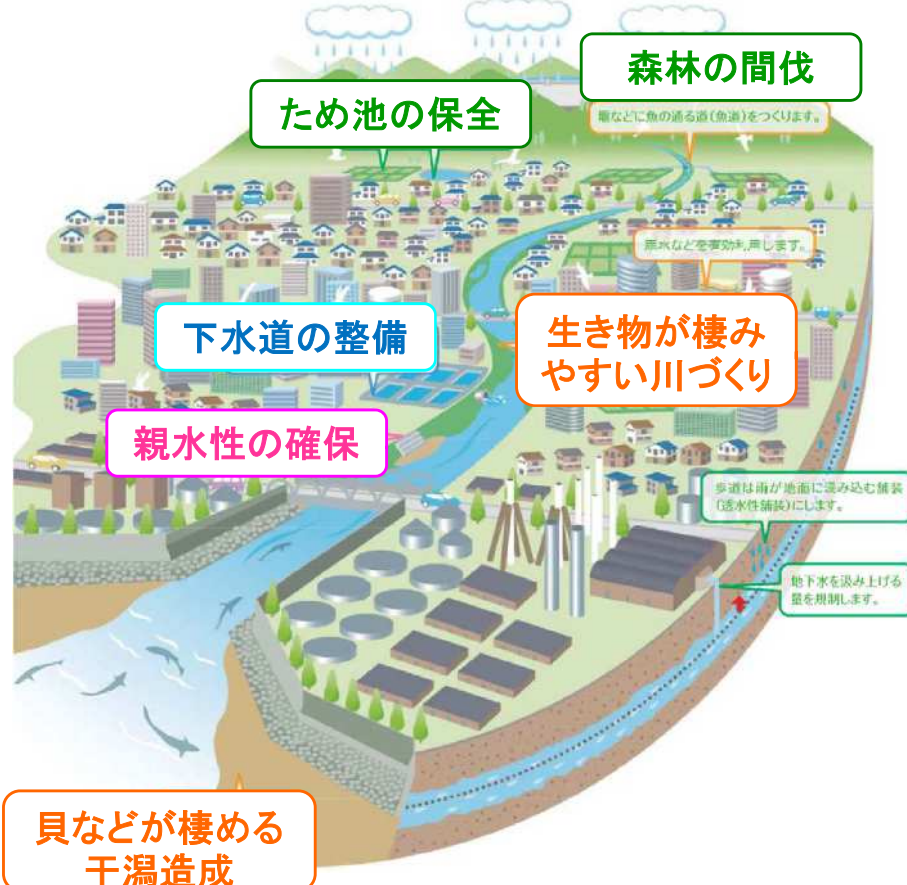 森林の間伐
ため池の保全
堰などに魚の通る道(魚道)をつくります。
雨水などを有効利用します。
下水道の整備
生き物が棲み
やすい川づくり
親水性の確保
歩道は雨が地面に浸み込む舗装
(透水性舗装)にします。
地下水を汲み上げる
量を規制します。
貝などが棲める
干潟造成